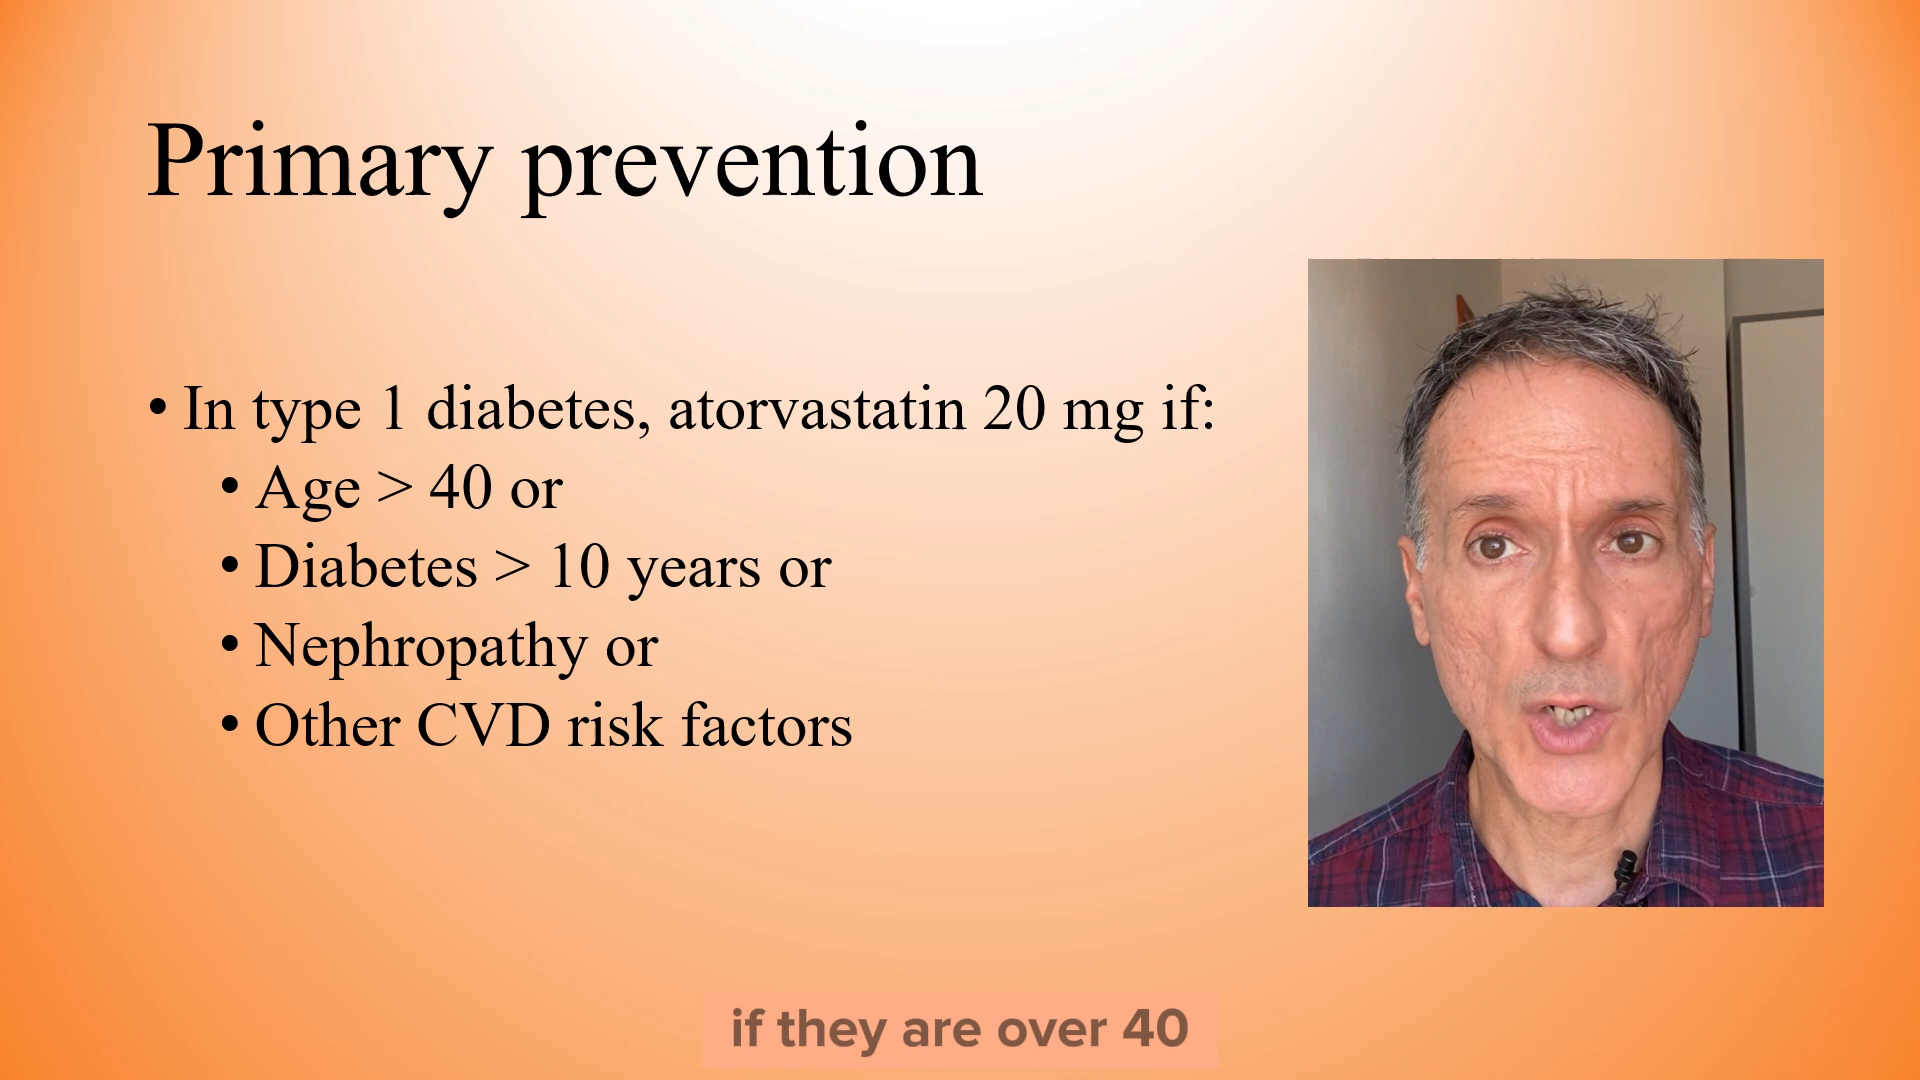 Primary prevention
• In type 1 diabetes, atorvastatin 20 mg if:
• Age > 40 or
• Diabetes > 10 years or
• Nephropathy or
• Other CVD risk factors
if they are over 40